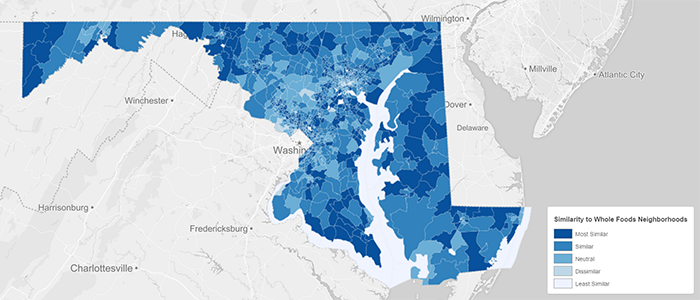 Wilmington
Hag
Millville
Atlantic City
Winchester
Dover
Delaware
Washin
Similarity to Whole Foods Neighborhoods
Most Similar
Similar
Neutral
Dissimilar
Least Similar
Harrisonburg
Fredericksburg
Charlottesville